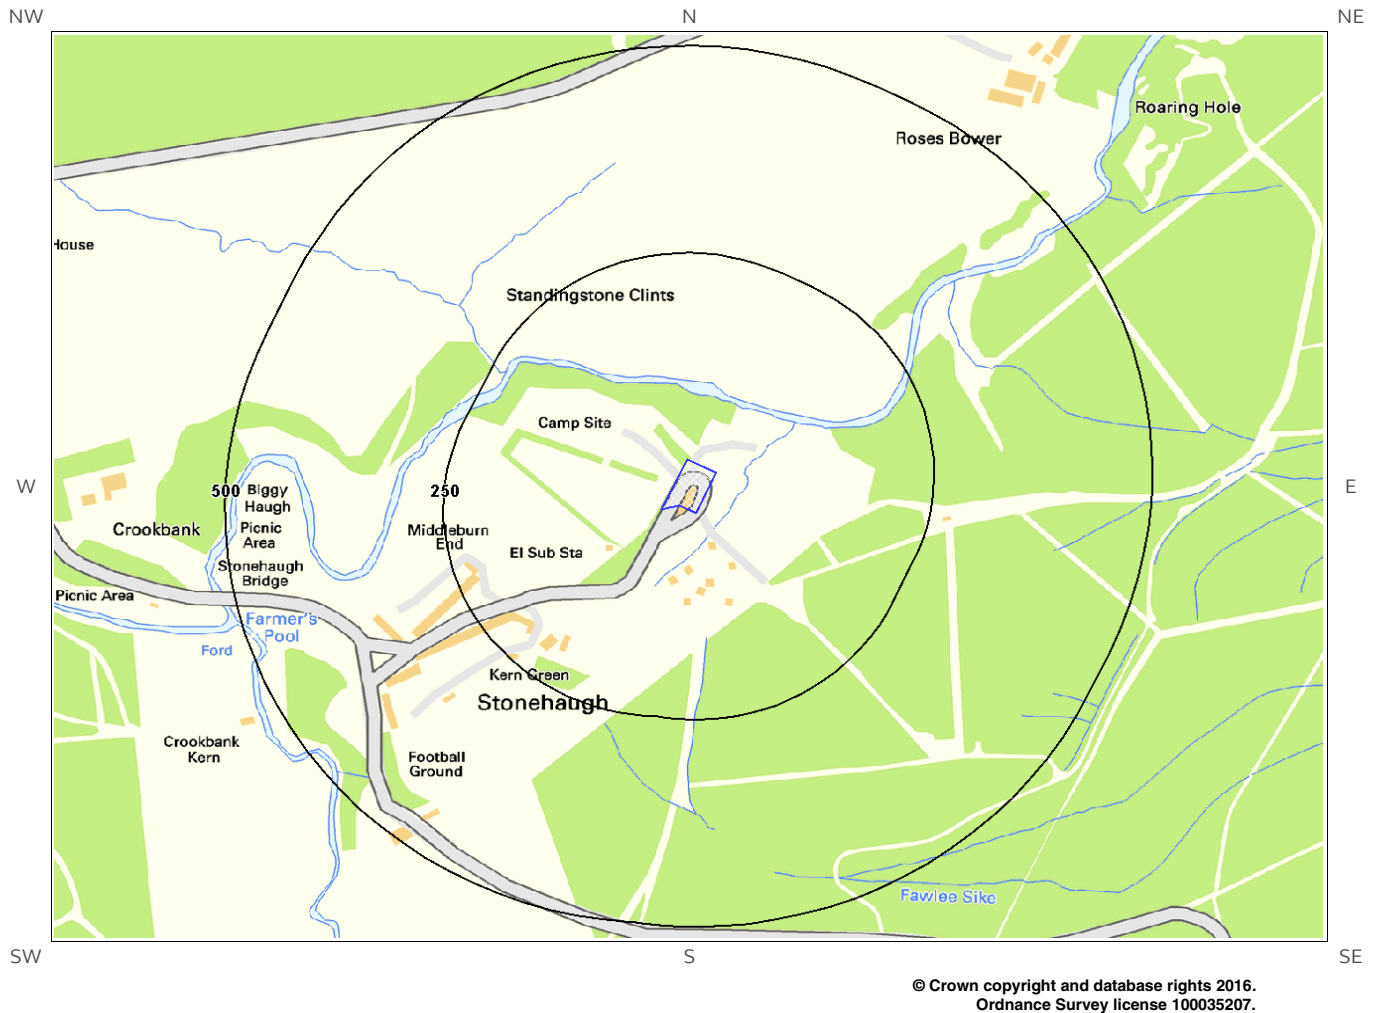 NW
N
NE
Roaring Hole
Roses Bower
House
Standingstone Clints
Camp Site
W
500
Biggy
Haugh
250
E
Picnic
Area
Crookbank
Middleburn
End
El Sub Sta
Stonehaugh
Bridge
Picnic Area
Farmer's
Pool
Ford
Kern Green
Stonehaugh
Crookbank
Kern
Football
Ground
Fawlee Sike
SW
S
SE
© Crown copyright and database rights 2016.
Ordnance Survey license 100035207.